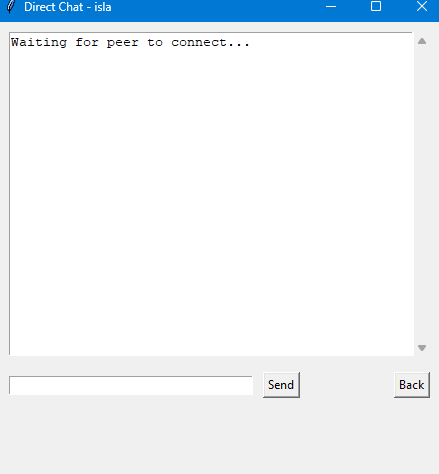 Direct Chat - isla
Waiting for peer to connect...
Send
Back